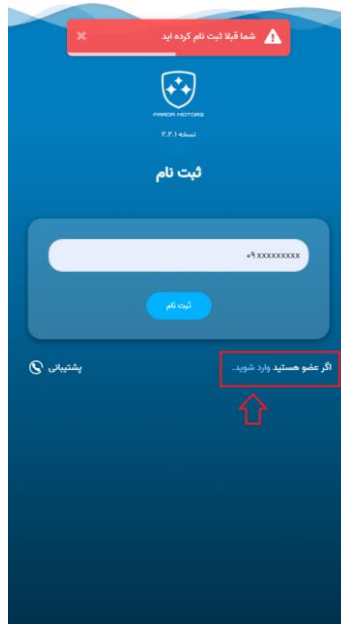 شما قبلا ثبت نام کرده اید
FARDA MOTORS
نسخه ۲.۲.۱
ثبت نام
۰۹xxxxxxxxx
ثبت نام
اگر عضو هستید وارد شوید.
پشتیبانی